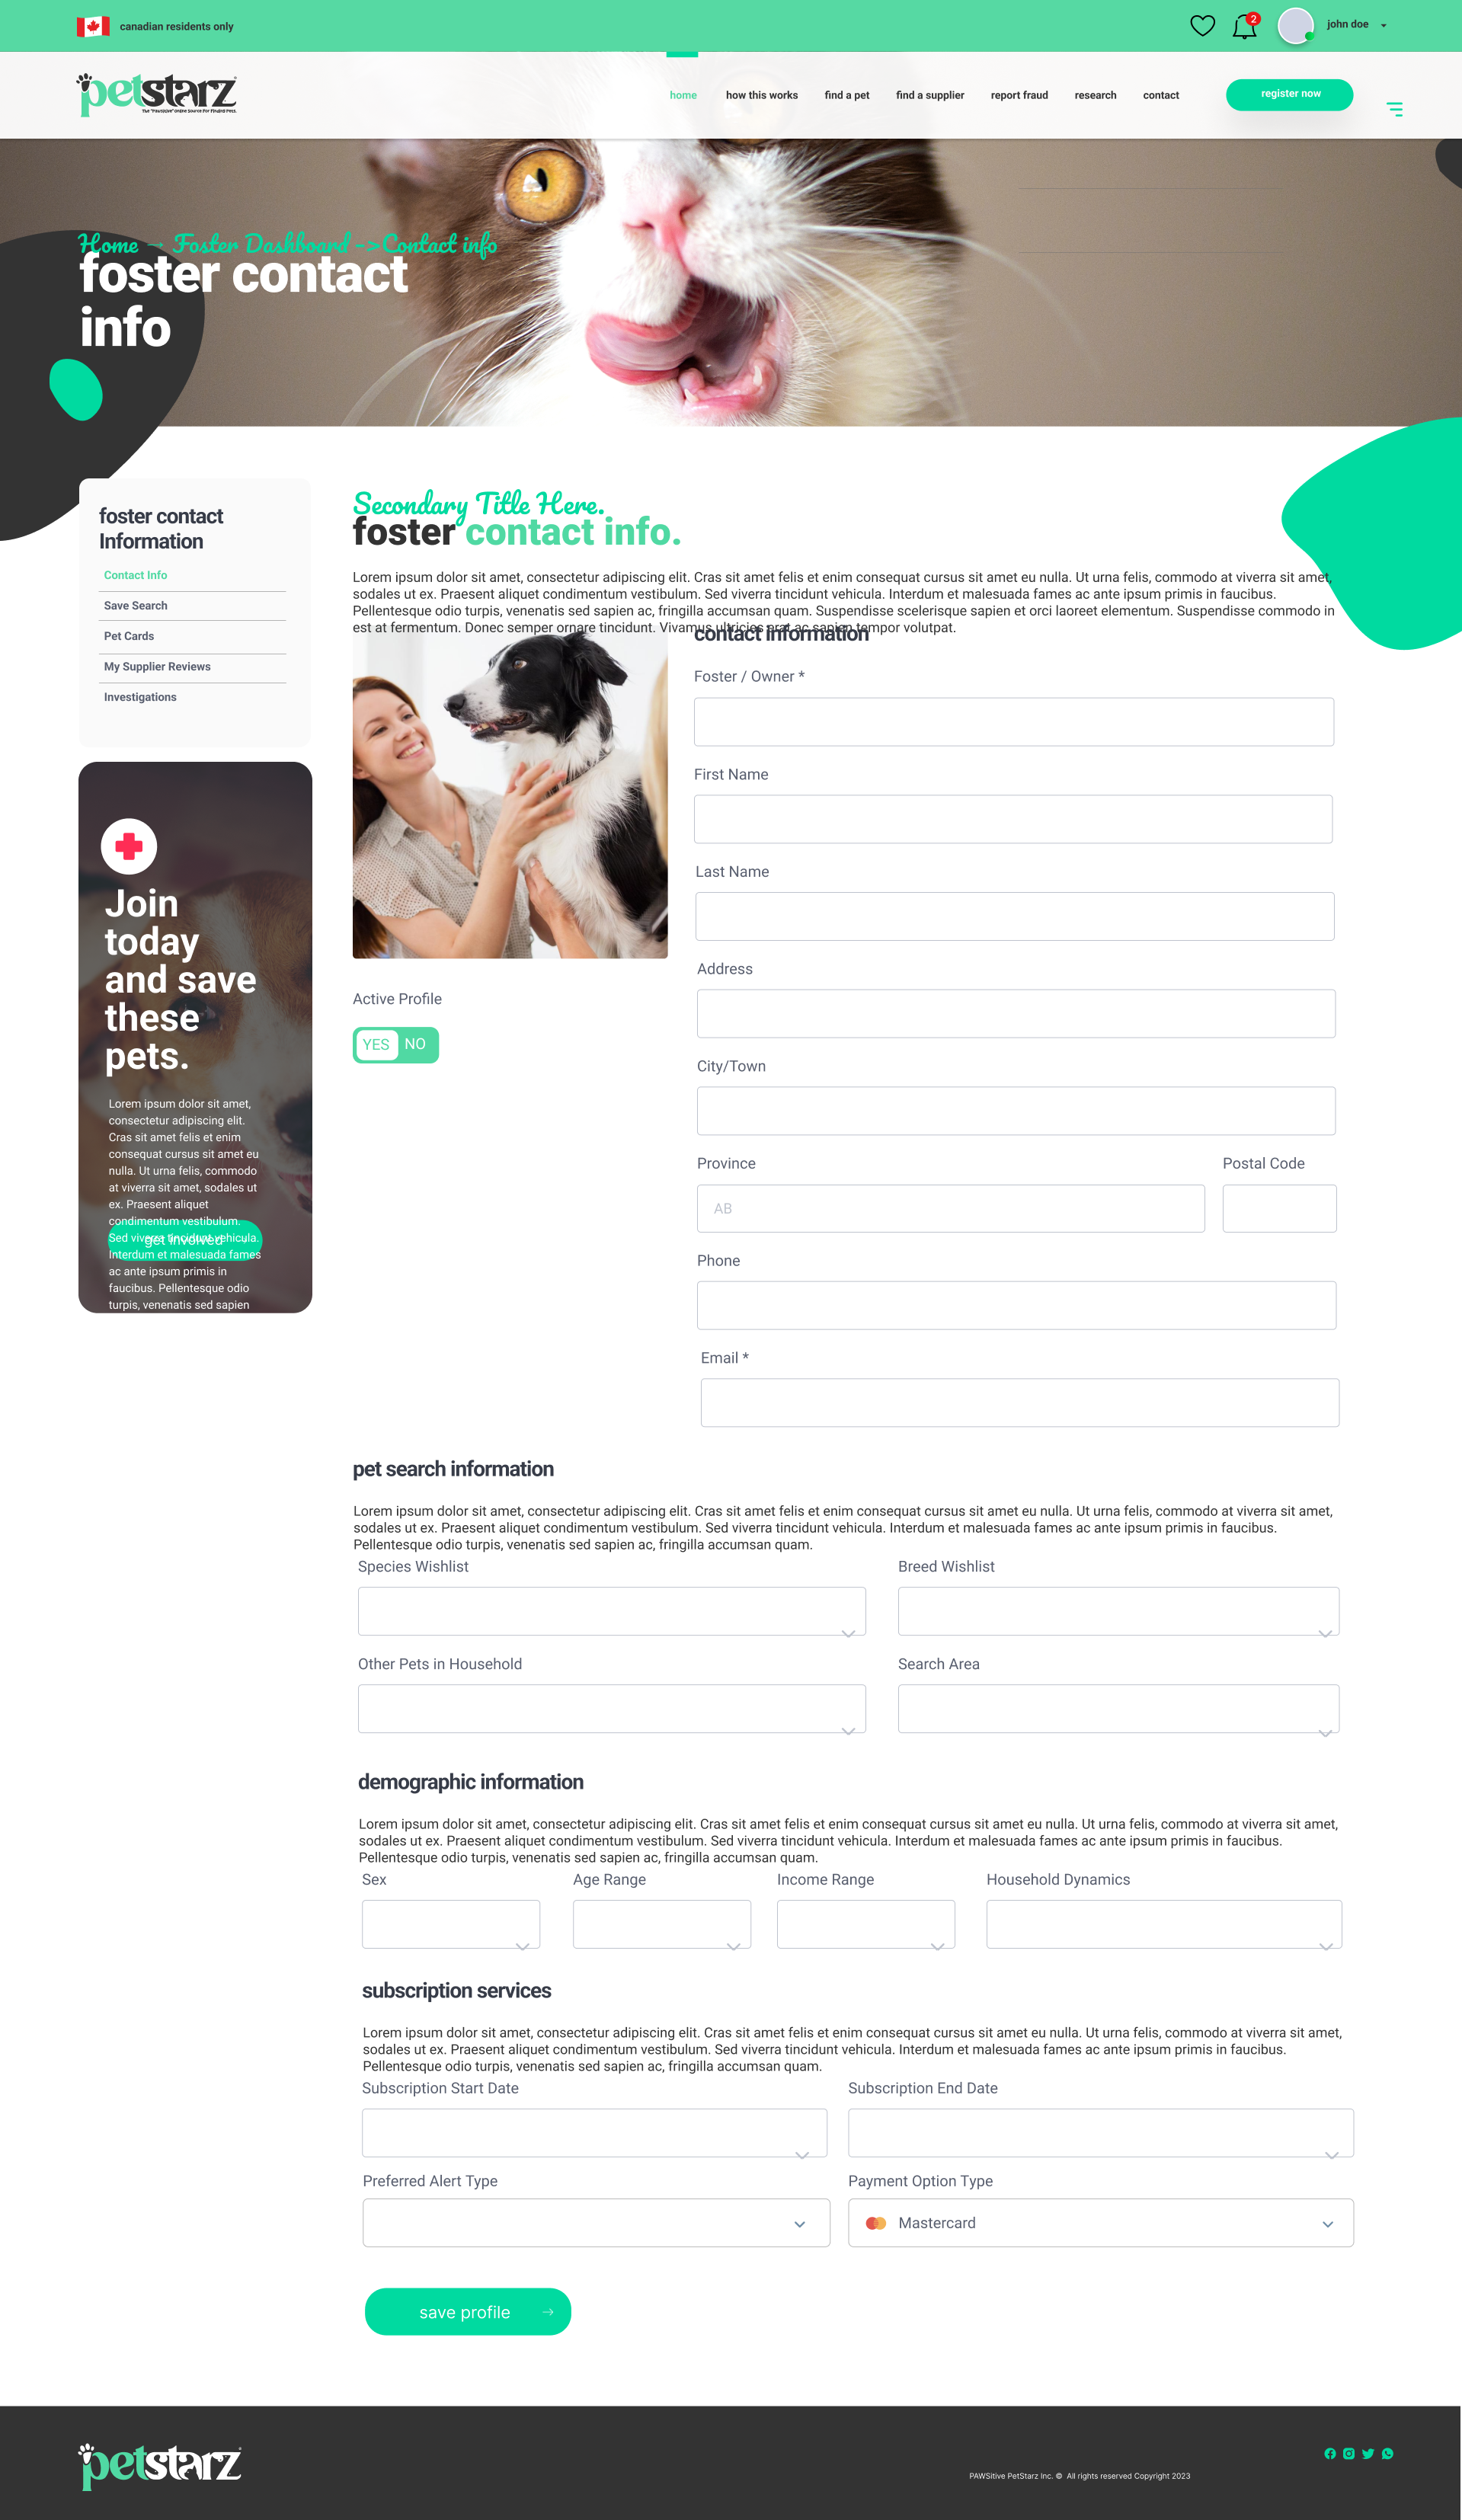 canadian residents only
2
john doe
petstarz
The "Pawsitive" Online Source For Finding Pets.
home how this works find a pet find a supplier report fraud research contact
register now
Home → Foster Dashboard ->Contact info
foster contact
info
foster contact
Information
Contact Info
Save Search
Pet Cards
My Supplier Reviews
Investigations
Join
today
and save
these
pets.
Lorem ipsum dolor sit amet,
consectetur adipiscing elit.
Cras sit amet felis et enim
consequat cursus sit amet eu
nulla. Ut urna felis, commodo
at viverra sit amet, sodales ut
ex. Praesent aliquet
condimentum vestibulum.
Sed viverra tincidunt vehicula.
get involved
Interdum et malesuada fames
ac ante ipsum primis in
faucibus. Pellentesque odio
turpis, venenatis sed sapien
Secondary Title Here.
foster contact info.
Lorem ipsum dolor sit amet, consectetur adipiscing elit. Cras sit amet felis et enim consequat cursus sit amet eu nulla. Ut urna felis, commodo at viverra sit amet,
sodales ut ex. Praesent aliquet condimentum vestibulum. Sed viverra tincidunt vehicula. Interdum et malesuada fames ac ante ipsum primis in faucibus.
Pellentesque odio turpis, venenatis sed sapien ac, fringilla accumsan quam. Suspendisse scelerisque sapien et orci laoreet elementum. Suspendisse commodo in
est at fermentum. Donec semper ornare tincidunt. Vivamus ultricies erat ac sapien tempor volutpat.
contact information
Foster / Owner *
First Name
Last Name
Address
Active Profile
YES NO
City/Town
Province Postal Code
AB
Phone
Email *
pet search information
Lorem ipsum dolor sit amet, consectetur adipiscing elit. Cras sit amet felis et enim consequat cursus sit amet eu nulla. Ut urna felis, commodo at viverra sit amet,
sodales ut ex. Praesent aliquet condimentum vestibulum. Sed viverra tincidunt vehicula. Interdum et malesuada fames ac ante ipsum primis in faucibus.
Pellentesque odio turpis, venenatis sed sapien ac, fringilla accumsan quam.
Species Wishlist Breed Wishlist
Other Pets in Household Search Area
demographic information
Lorem ipsum dolor sit amet, consectetur adipiscing elit. Cras sit amet felis et enim consequat cursus sit amet eu nulla. Ut urna felis, commodo at viverra sit amet,
sodales ut ex. Praesent aliquet condimentum vestibulum. Sed viverra tincidunt vehicula. Interdum et malesuada fames ac ante ipsum primis in faucibus.
Pellentesque odio turpis, venenatis sed sapien ac, fringilla accumsan quam.
Sex Age Range Income Range Household Dynamics
subscription services
Lorem ipsum dolor sit amet, consectetur adipiscing elit. Cras sit amet felis et enim consequat cursus sit amet eu nulla. Ut urna felis, commodo at viverra sit amet,
sodales ut ex. Praesent aliquet condimentum vestibulum. Sed viverra tincidunt vehicula. Interdum et malesuada fames ac ante ipsum primis in faucibus.
Pellentesque odio turpis, venenatis sed sapien ac, fringilla accumsan quam.
Subscription Start Date Subscription End Date
Preferred Alert Type Payment Option Type
Mastercard
save profile →
petstarz
PAWSitive PetStarz Inc. © All rights reserved Copyright 2023